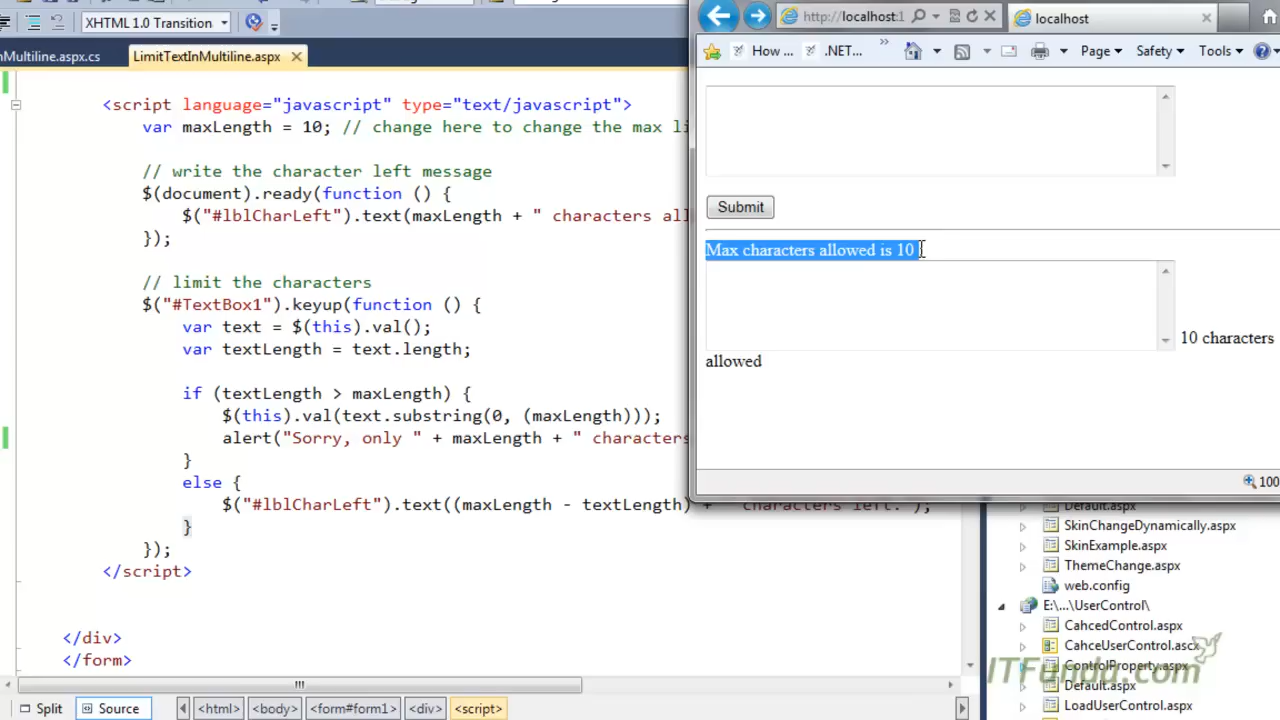 XHTML 1.0 Transition
Multiline.aspx.cs
LimitTextInMultiline.aspx
<script language="javascript" type="text/javascript">
var maxLength = 10; // change here to change the max li
// write the character left message
$(document).ready(function () {
$("#lblCharLeft").text(maxLength + " characters all
});
// limit the characters
$("#TextBox1").keyup(function () {
var text = $(this).val();
var textLength = text.length;
if (textLength > maxLength) {
$(this).val(text.substring(0, (maxLength)));
alert("Sorry, only " + maxLength + " characters
}
else {
$("#lblCharLeft").text((maxLength - textLength) + " characters left.");
}
});
</script>
</div>
</form>
Split Source <html> <body> <form#form1> <div> <script>
http://localhost:1
localhost
How ... .NET...
Page Safety Tools
Submit
Max characters allowed is 10
10 characters
allowed
100
Default.aspx
SkinChangeDynamically.aspx
SkinExample.aspx
ThemeChange.aspx
web.config
E:\...\UserControl\
CahcedControl.aspx
CahceUserControl.ascx
ControlProperty.aspx
Default.aspx
LoadUserControl.aspx
ITFunda.com